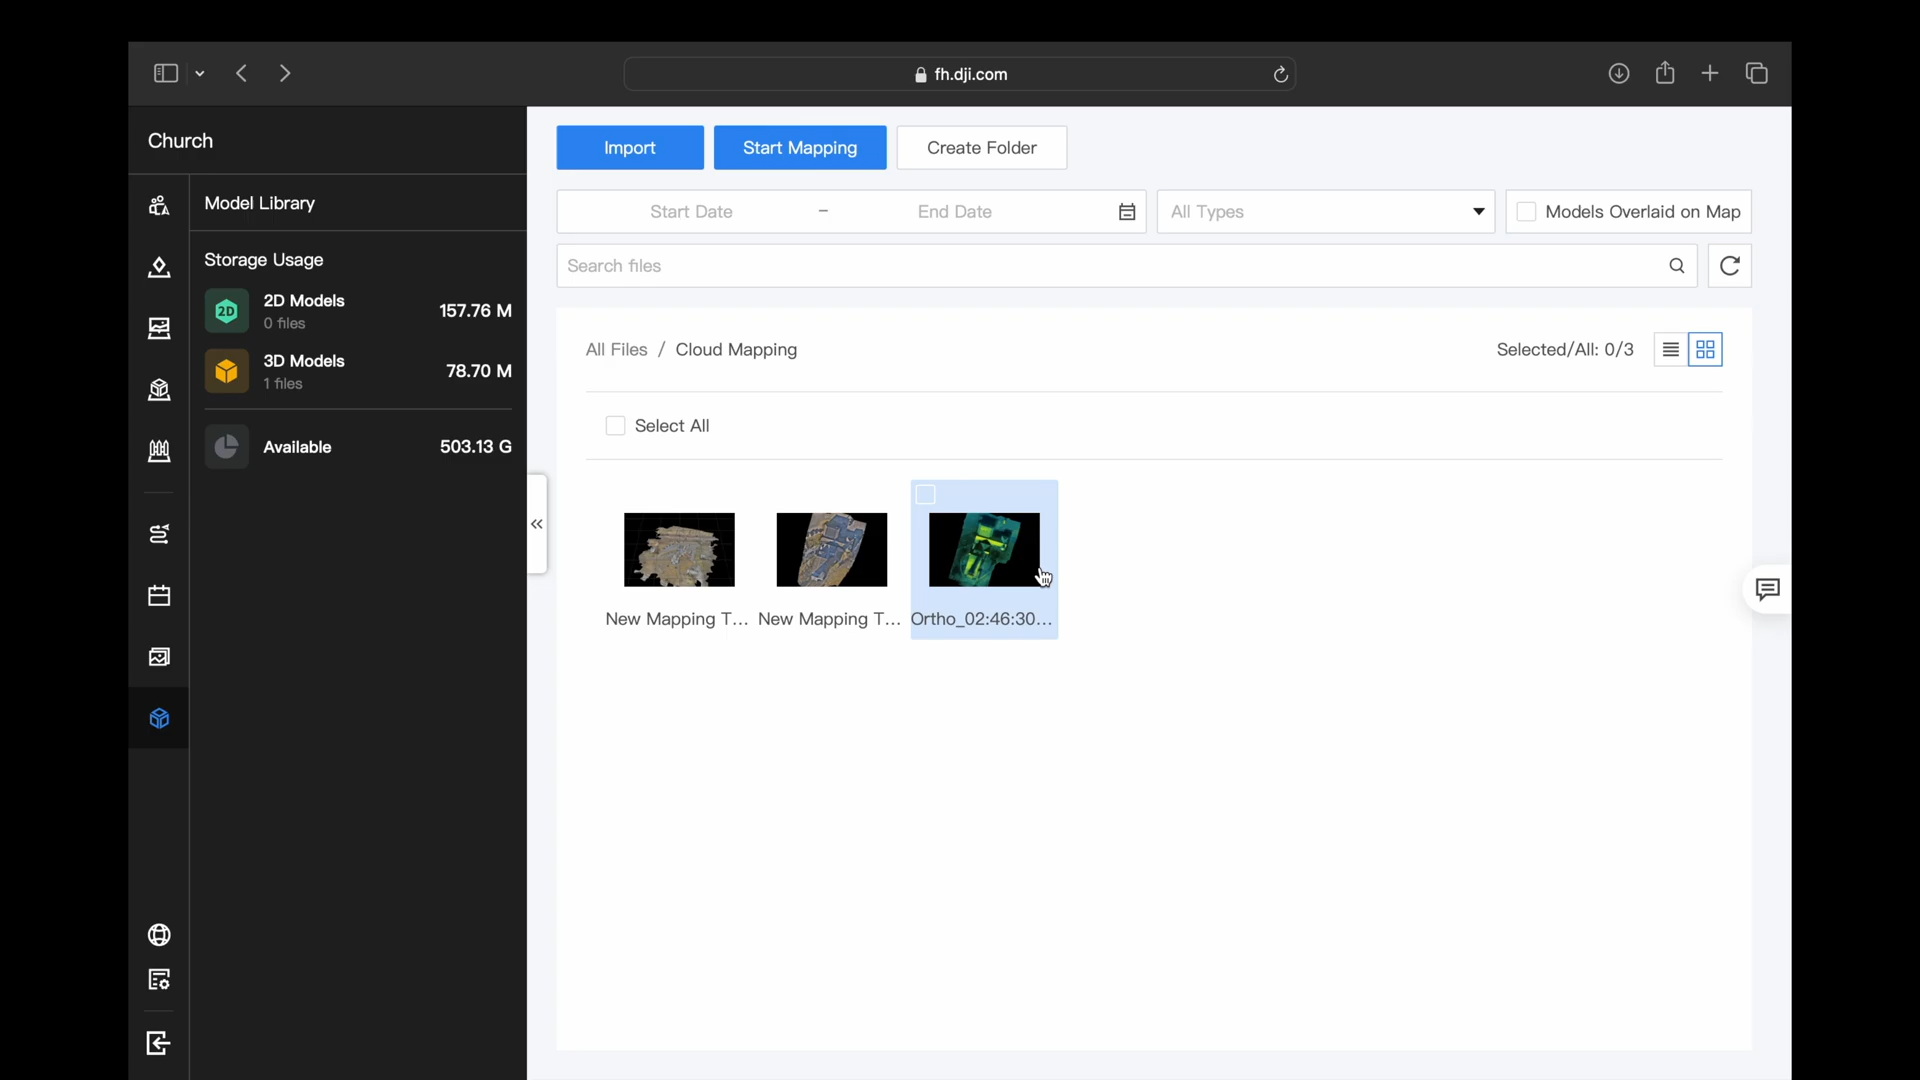 fh.dji.com
Church
Model Library
Storage Usage
2D
2D Models
0 files
157.76 M
3D Models
1 files
78.70 M
Available
503.13 G
Import
Start Mapping
Create Folder
Start Date – End Date
All Types
Models Overlaid on Map
Search files
All Files / Cloud Mapping
Selected/All: 0/3
Select All
New Mapping T...
New Mapping T...
Ortho_02:46:30...